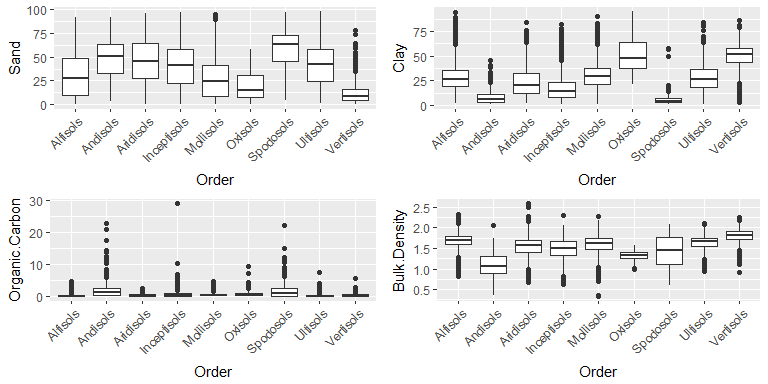 Sand
100
75
50
25
0
Alfisols Andisols Aridisols Inceptisols Mollisols Oxisols Spodosols Ultisols Vertisols
Order
Clay
75
50
25
0
Alfisols Andisols Aridisols Inceptisols Mollisols Oxisols Spodosols Ultisols Vertisols
Order
Organic.Carbon
30
20
10
0
Alfisols Andisols Aridisols Inceptisols Mollisols Oxisols Spodosols Ultisols Vertisols
Order
Bulk.Density
2.5
2.0
1.5
1.0
0.5
Alfisols Andisols Aridisols Inceptisols Mollisols Oxisols Spodosols Ultisols Vertisols
Order